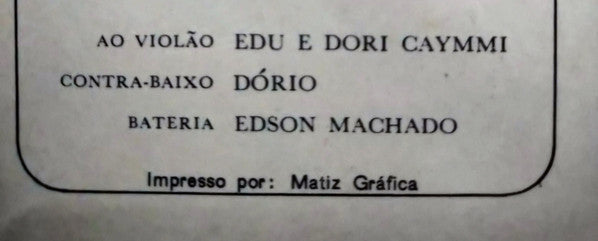 AO VIOLÃO EDU E DORI CAYMMI
CONTRA-BAIXO DÓRIO
BATERIA EDSON MACHADO
Impresso por: Matiz Gráfica